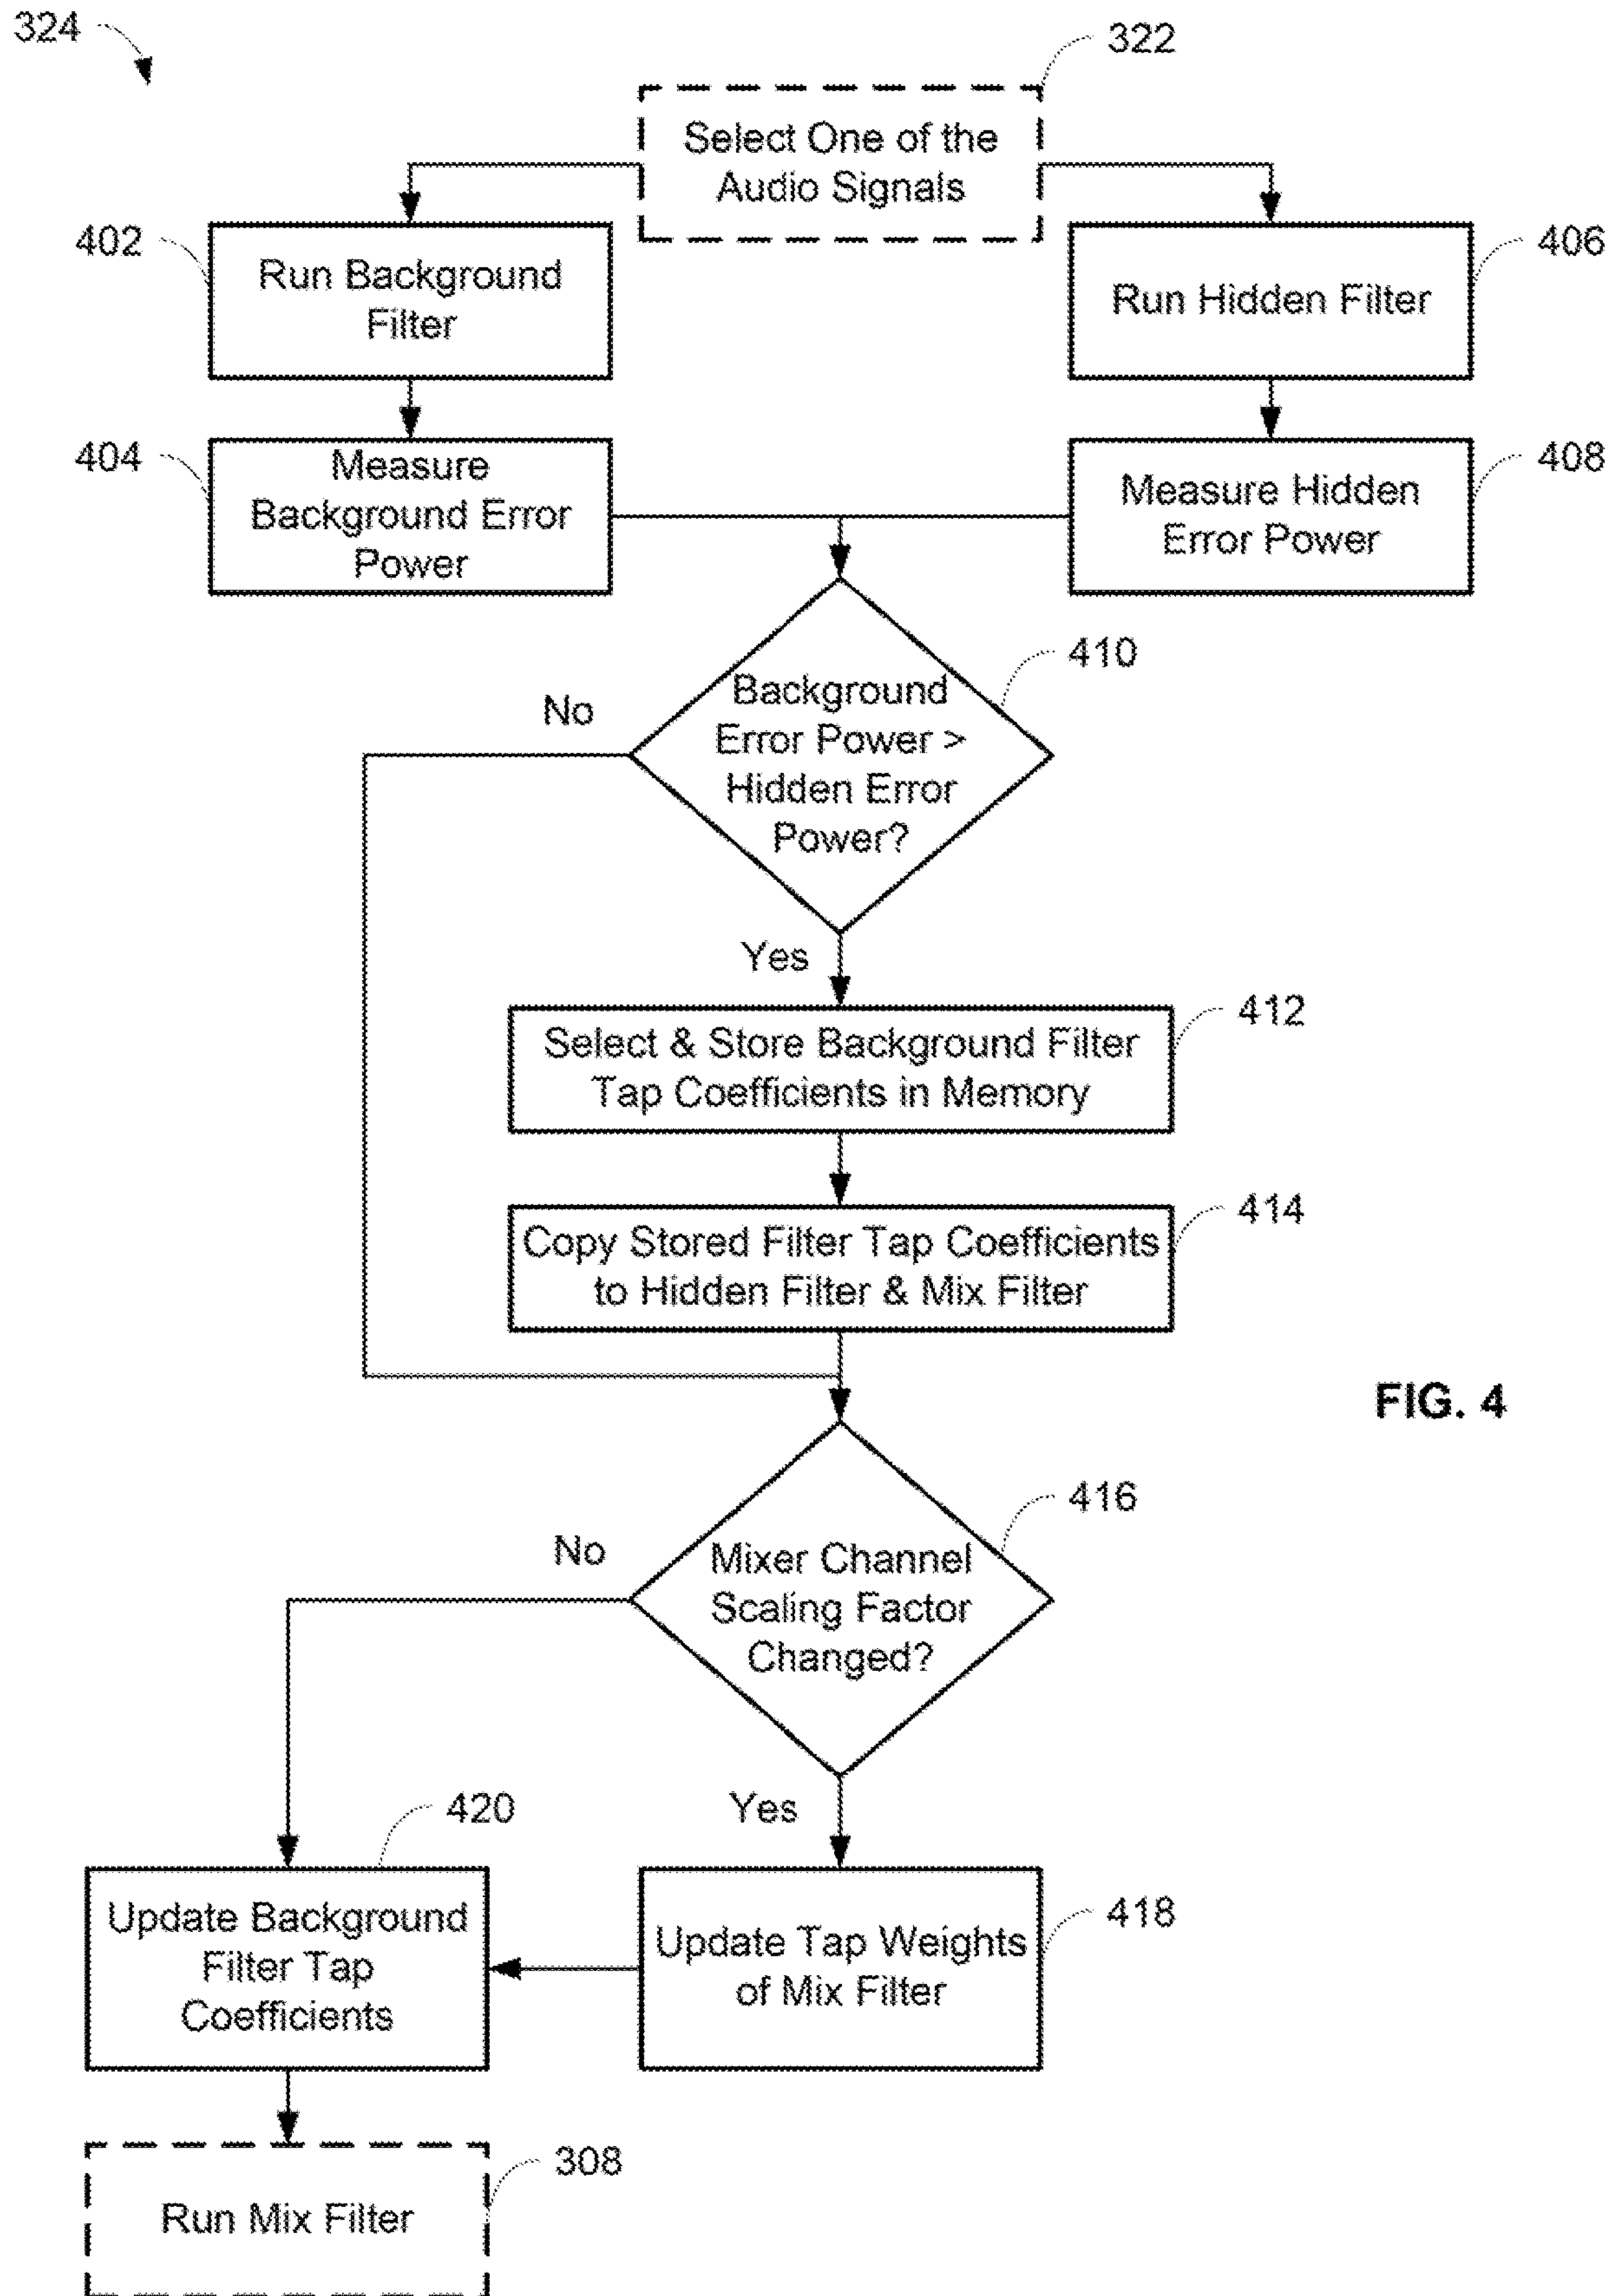 324
322
Select One of the
Audio Signals
402
Run Background
Filter
406
Run Hidden Filter
404
Measure
Background Error
Power
408
Measure Hidden
Error Power
410
Background
Error Power >
Hidden Error
Power?
No
Yes
412
Select & Store Background Filter
Tap Coefficients in Memory
414
Copy Stored Filter Tap Coefficients
to Hidden Filter & Mix Filter
FIG. 4
416
Mixer Channel
Scaling Factor
Changed?
No
Yes
420
Update Background
Filter Tap
Coefficients
418
Update Tap Weights
of Mix Filter
308
Run Mix Filter